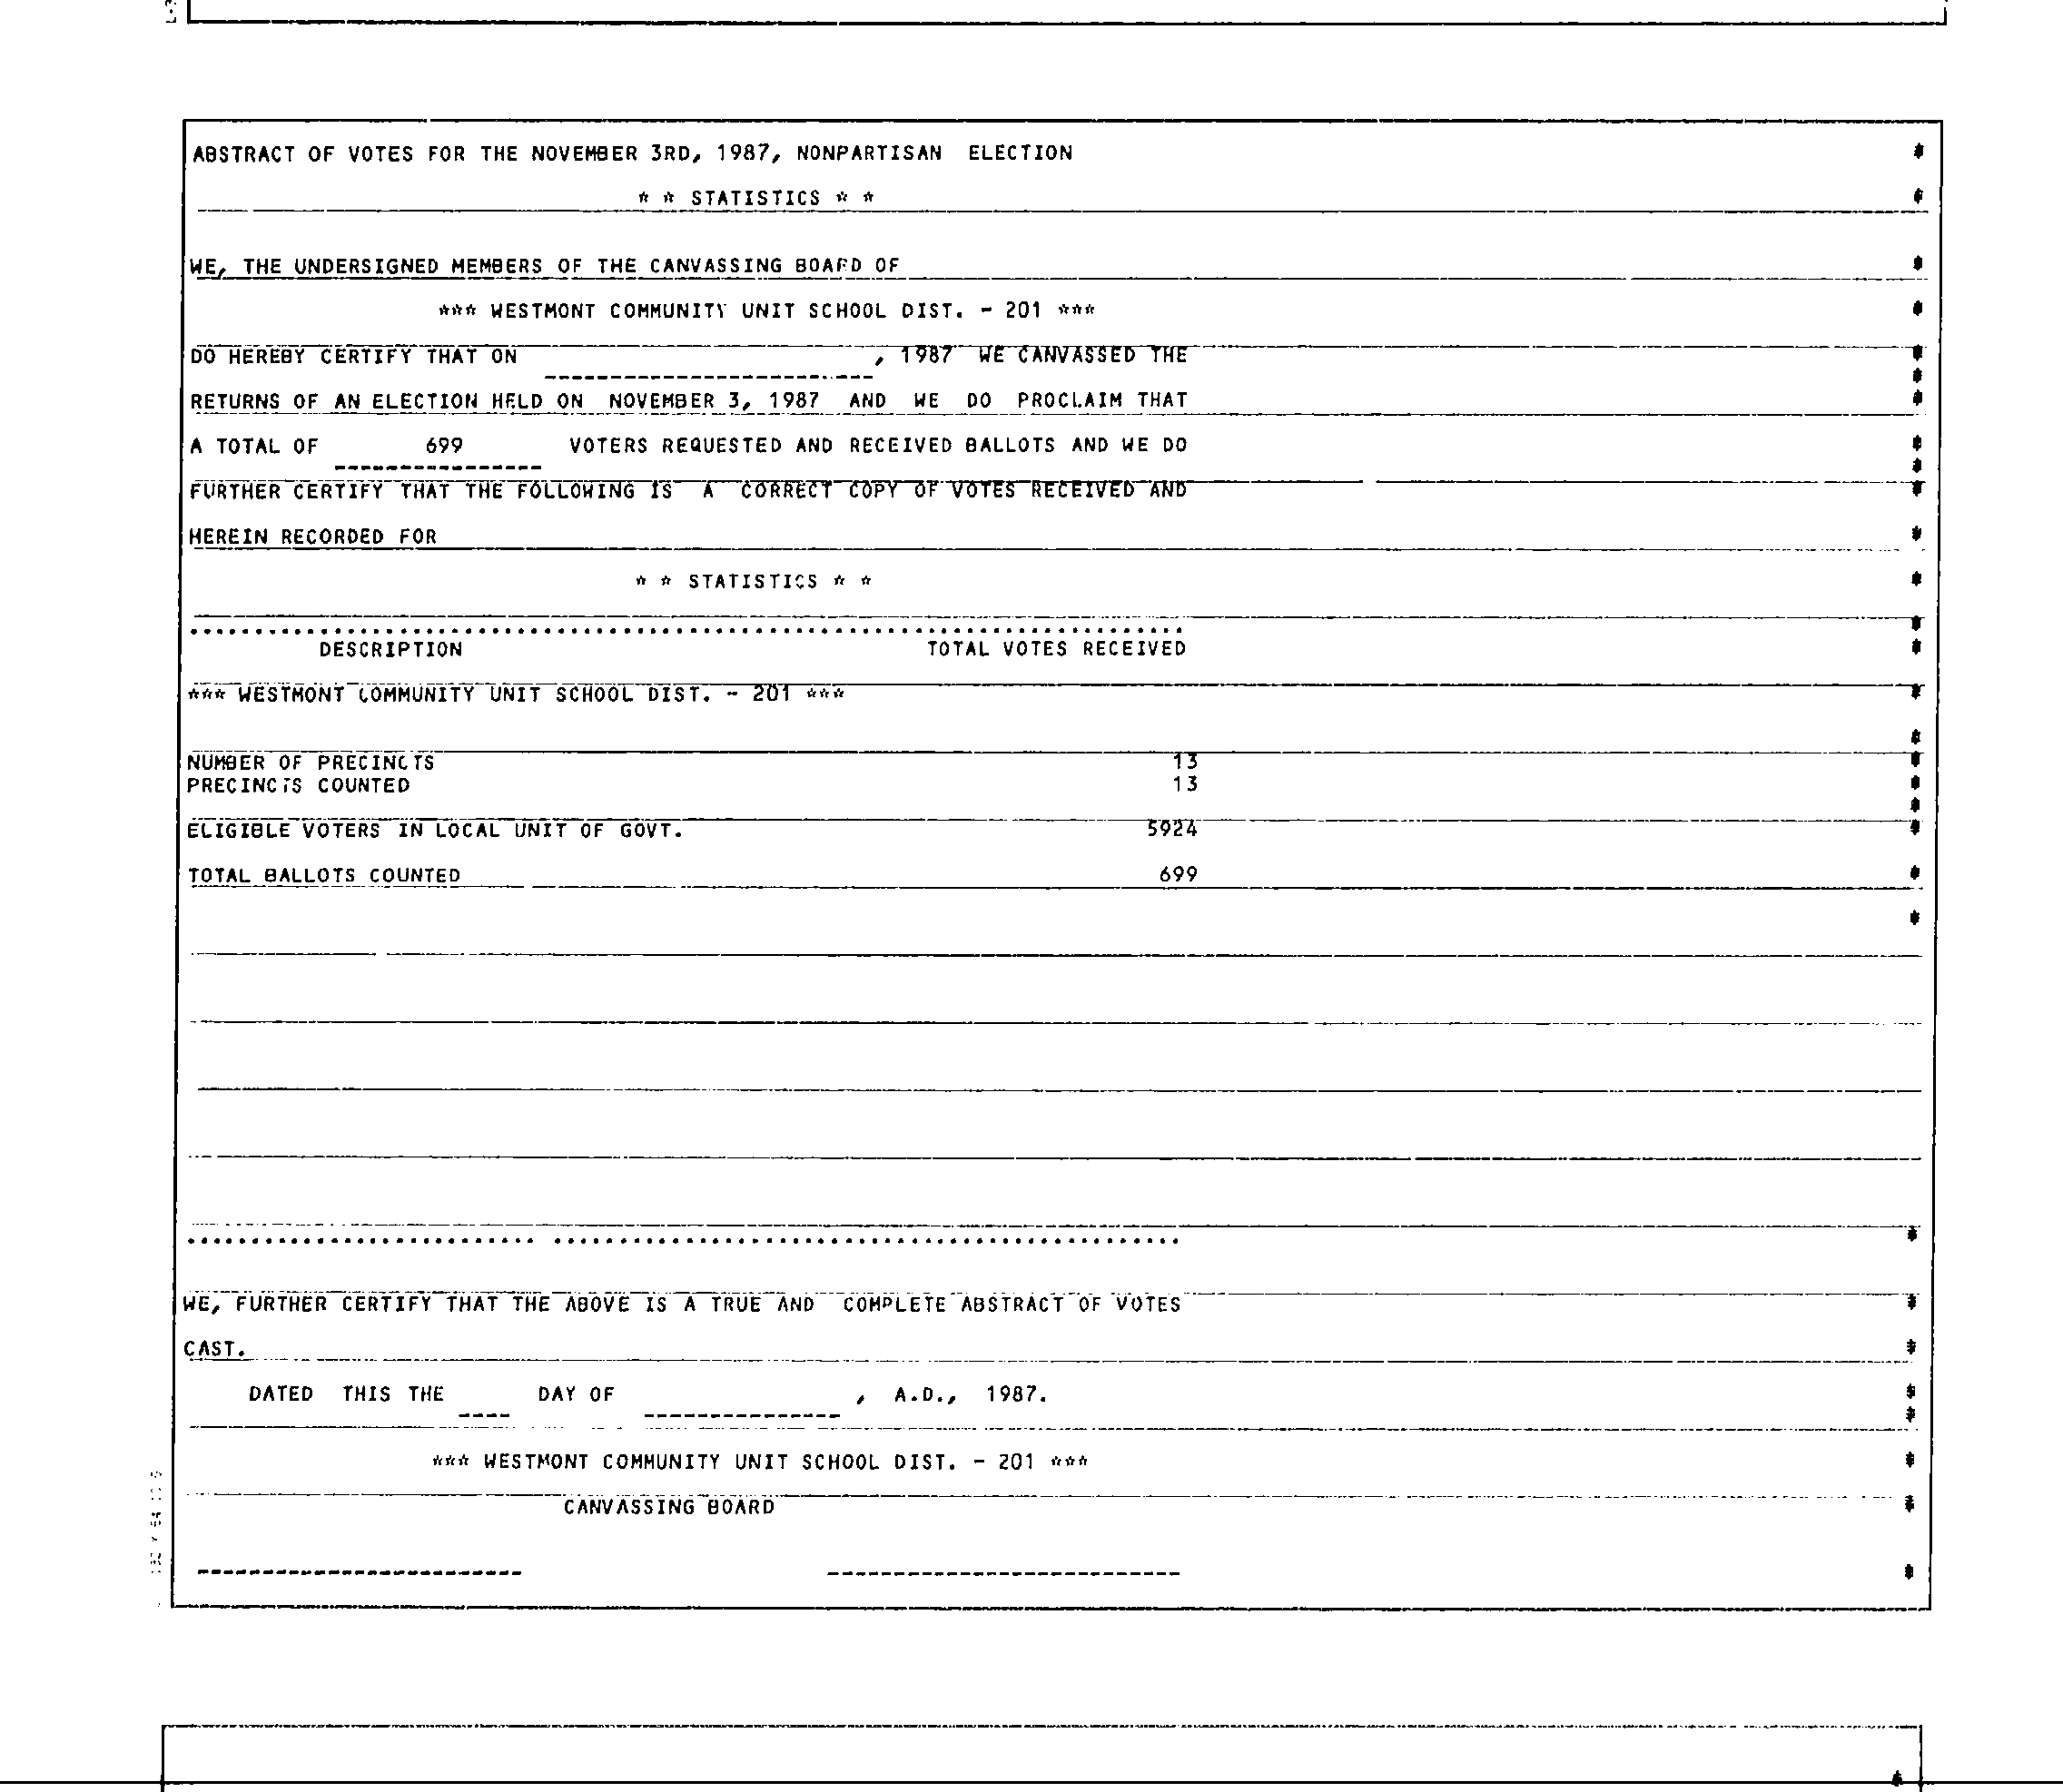 ABSTRACT OF VOTES FOR THE NOVEMBER 3RD, 1987, NONPARTISAN ELECTION
* * STATISTICS * *
WE, THE UNDERSIGNED MEMBERS OF THE CANVASSING BOARD OF
*** WESTMONT COMMUNITY UNIT SCHOOL DIST. - 201 ***
DO HEREBY CERTIFY THAT ON , 1987 WE CANVASSED THE
RETURNS OF AN ELECTION HELD ON NOVEMBER 3, 1987 AND WE DO PROCLAIM THAT
A TOTAL OF 699 VOTERS REQUESTED AND RECEIVED BALLOTS AND WE DO
FURTHER CERTIFY THAT THE FOLLOWING IS A CORRECT COPY OF VOTES RECEIVED AND
HEREIN RECORDED FOR
* * STATISTICS * *
DESCRIPTION TOTAL VOTES RECEIVED
*** WESTMONT COMMUNITY UNIT SCHOOL DIST. - 201 ***
NUMBER OF PRECINCTS 13
PRECINCTS COUNTED 13
ELIGIBLE VOTERS IN LOCAL UNIT OF GOVT. 5924
TOTAL BALLOTS COUNTED 699
WE, FURTHER CERTIFY THAT THE ABOVE IS A TRUE AND COMPLETE ABSTRACT OF VOTES
CAST.
DATED THIS THE DAY OF , A.D., 1987.
*** WESTMONT COMMUNITY UNIT SCHOOL DIST. - 201 ***
CANVASSING BOARD